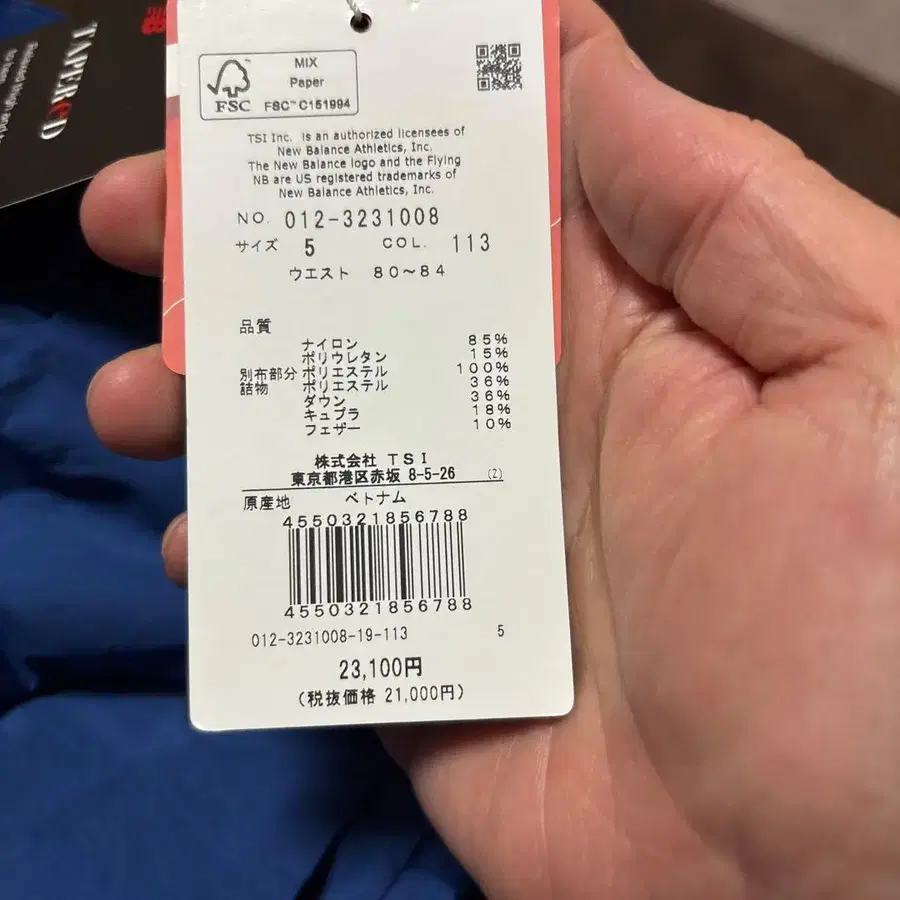 TAPERED
MIX
Paper
FSC
FSC™ C151994
TSI Inc. is an authorized licensees of
New Balance Athletics, Inc.
The New Balance logo and the Flying
NB are US registered trademarks of
New Balance Athletics, Inc.
NO. 012-3231008
サイズ 5 COL. 113
ウエスト 80～84
品質
ナイロン 85%
ポリウレタン 15%
別布部分 ポリエステル 100%
詰物 ポリエステル 36%
ダウン 36%
キュプラ 18%
フェザー 10%
株式会社 TSI
東京都港区赤坂 8-5-26 (Z)
原産地 ベトナム
4550321856788
4550321856788
012-3231008-19-113 5
23,100円
(税抜価格 21,000円)